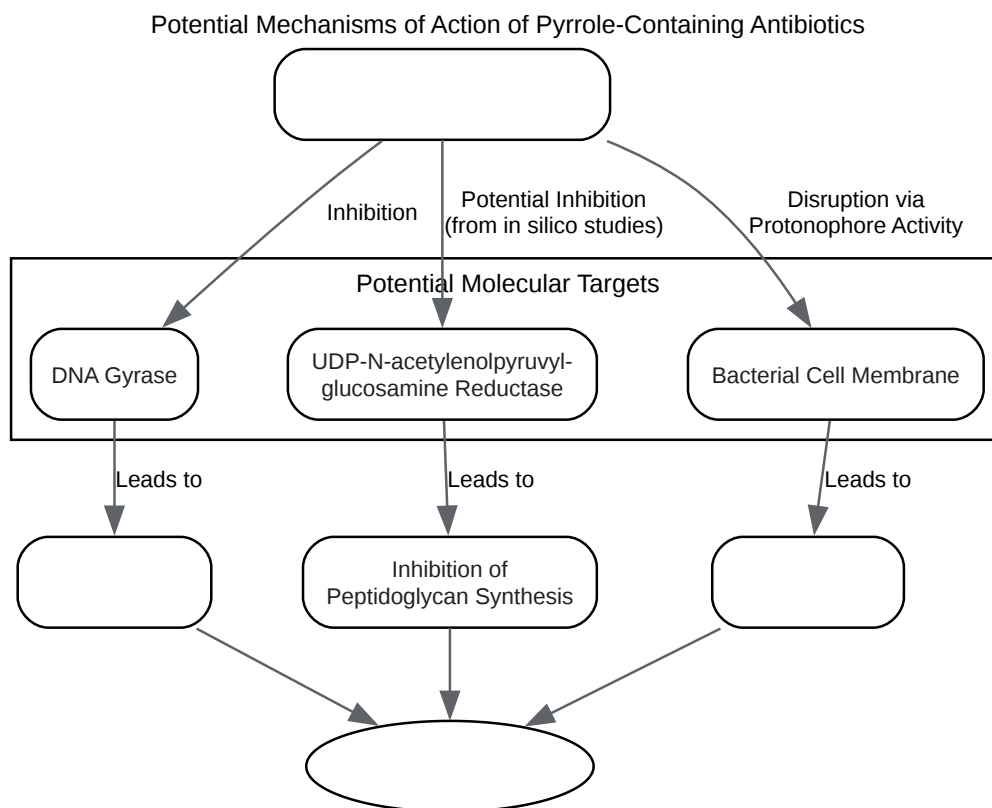 Potential Mechanisms of Action of Pyrrole-Containing Antibiotics
Inhibition
Potential Inhibition
(from in silico studies)
Disruption via
Protonophore Activity
Potential Molecular Targets
DNA Gyrase
UDP-N-acetylenolpyruvyl-
glucosamine Reductase
Bacterial Cell Membrane
Leads to
Leads to
Leads to
Inhibition of
Peptidoglycan Synthesis